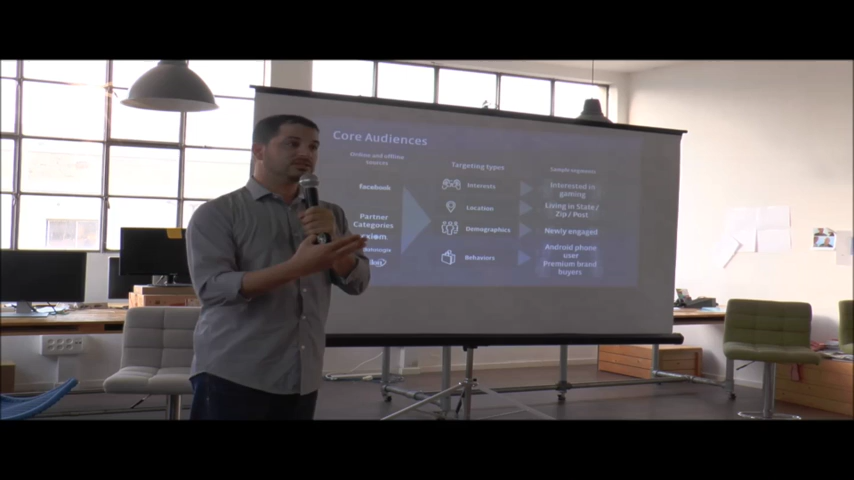 Core Audiences
Online and offline
sources
Targeting types
Sample segments
facebook
Interests
Interested in
gaming
Location
Living in State /
Zip / Post
Partner
Categories
Demographics
Newly engaged
Behaviors
Android phone
user
Premium brand
buyers